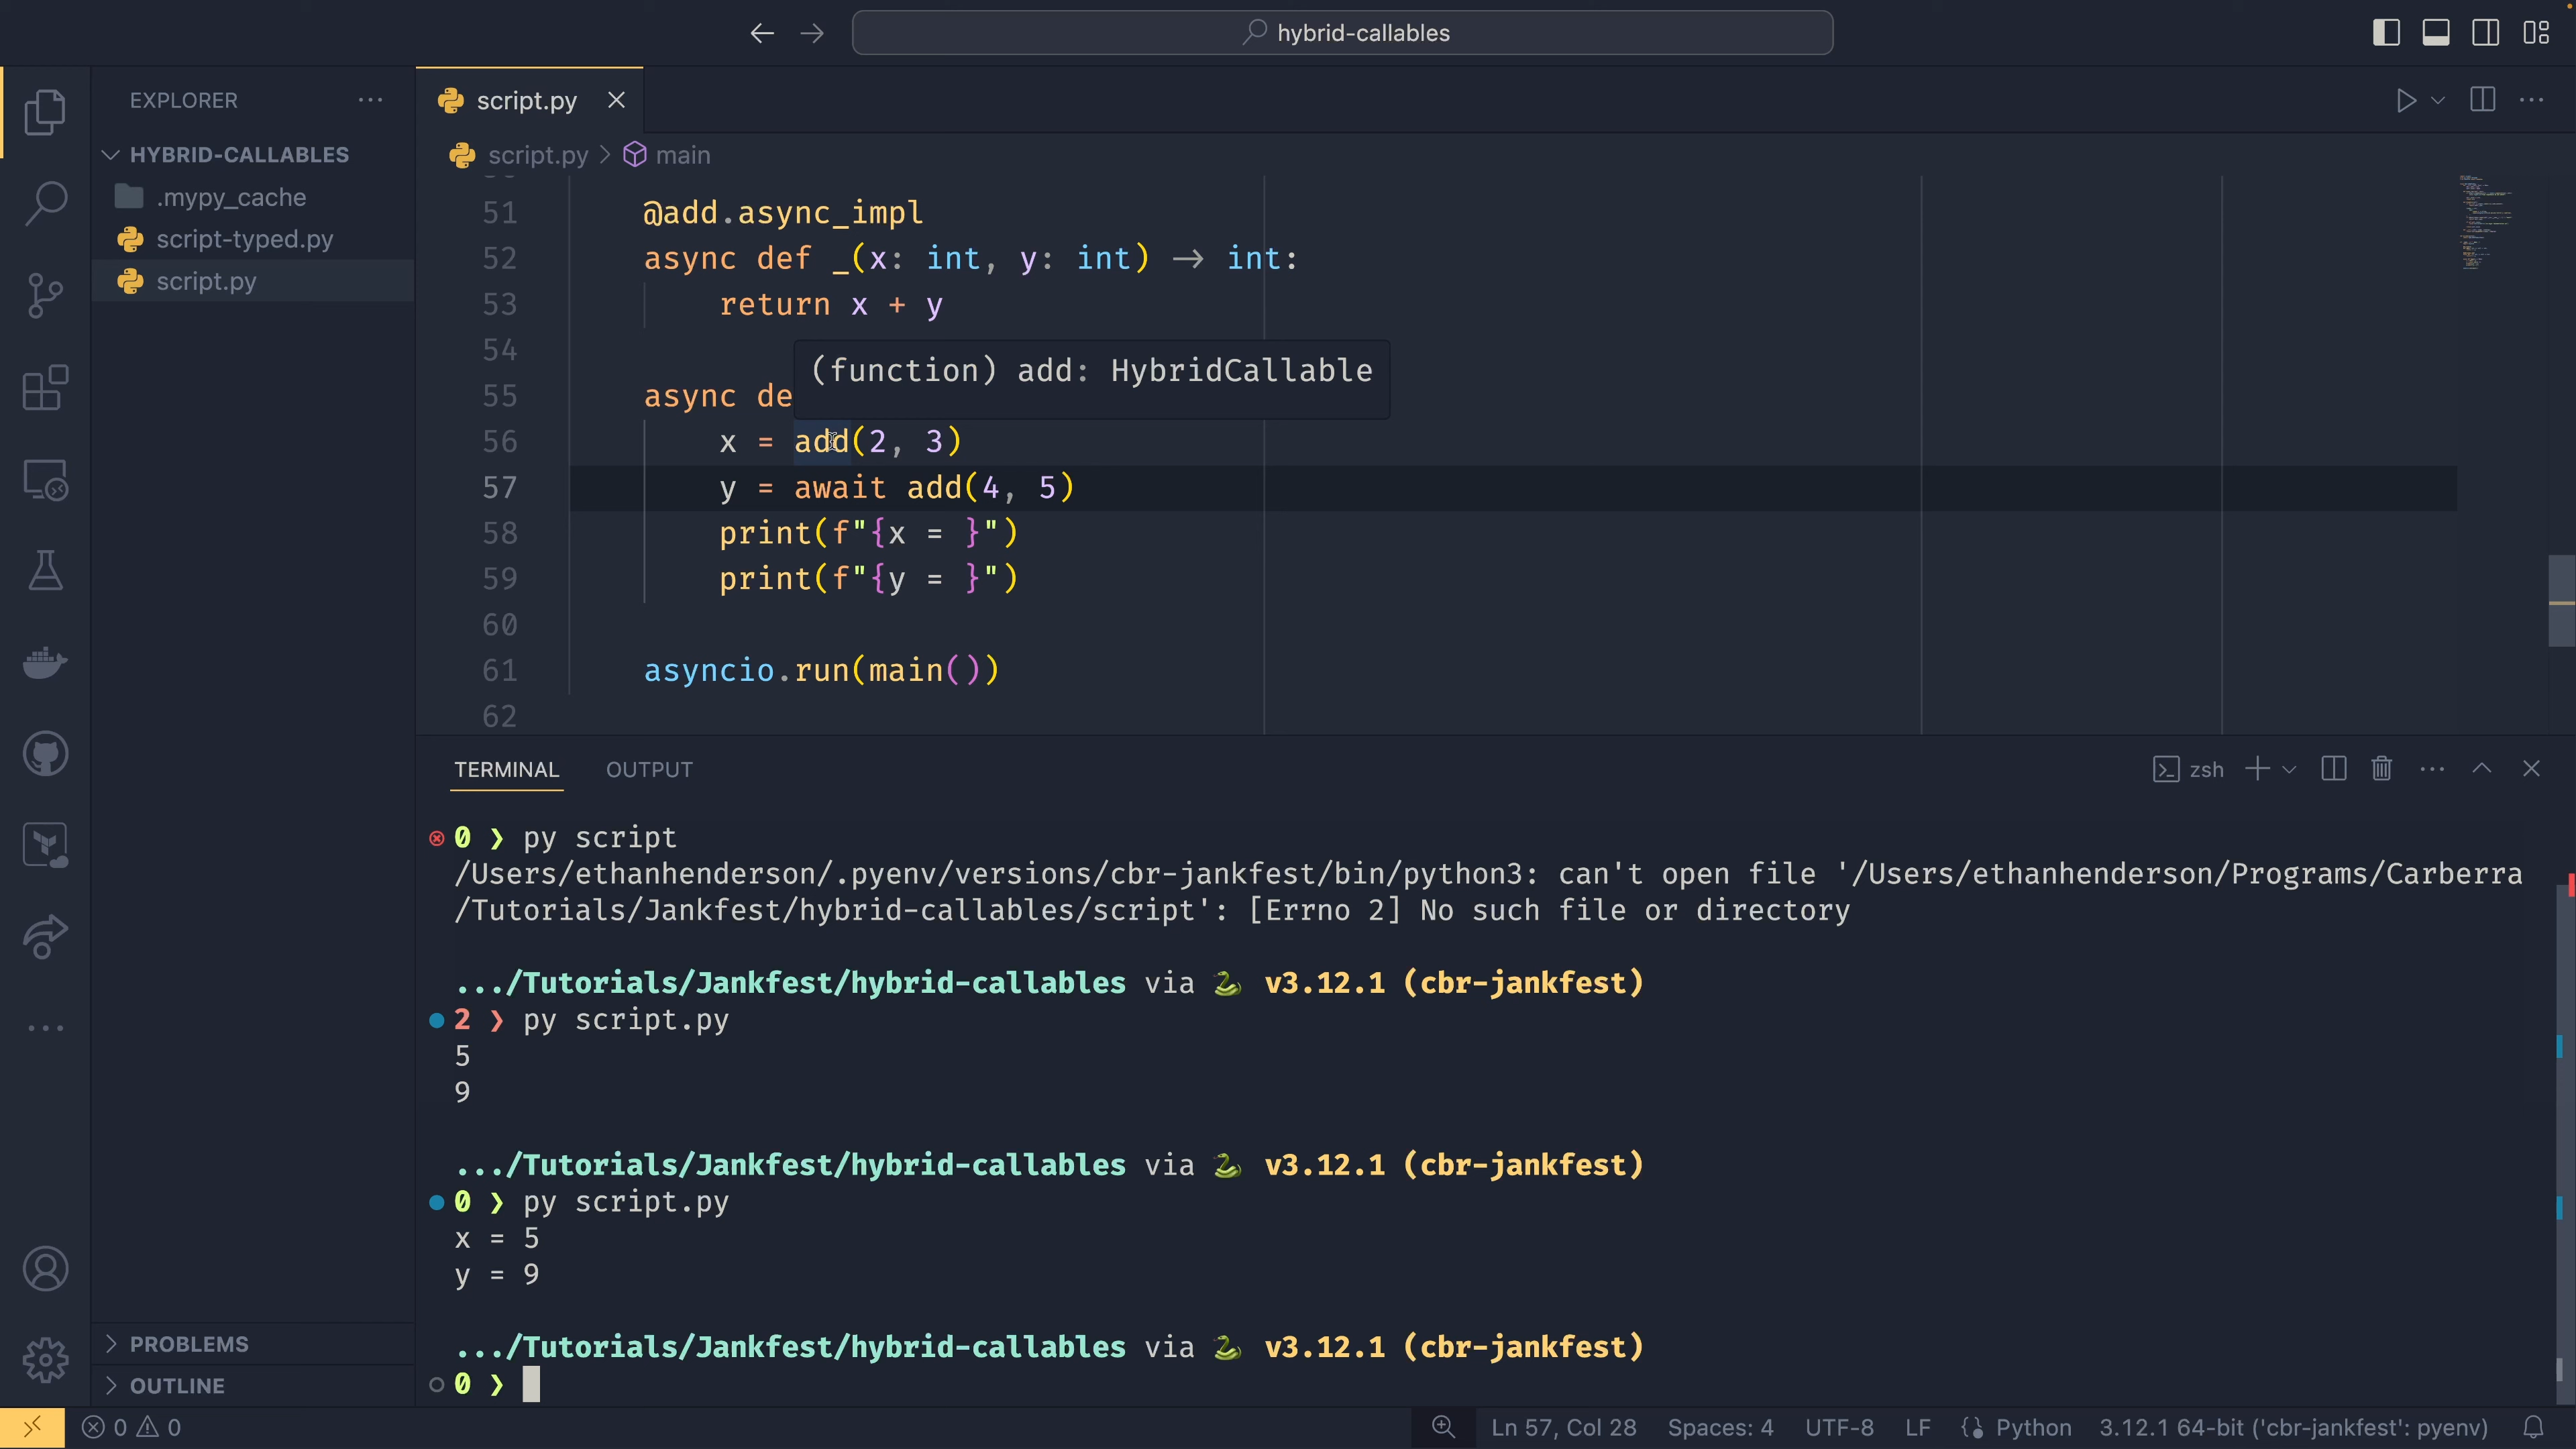 hybrid-callables
EXPLORER
HYBRID-CALLABLES
.mypy_cache
script-typed.py
script.py
PROBLEMS
OUTLINE
script.py
script.py > main
51 @add.async_impl
52 async def _(x: int, y: int) → int:
53 return x + y
54
(function) add: HybridCallable
55 async de
56 x = add(2, 3)
57 y = await add(4, 5)
58 print(f"{x = }")
59 print(f"{y = }")
60
61 asyncio.run(main())
62
TERMINAL OUTPUT
zsh
0 ❯ py script
/Users/ethanhenderson/.pyenv/versions/cbr-jankfest/bin/python3: can't open file '/Users/ethanhenderson/Programs/Carberra
/Tutorials/Jankfest/hybrid-callables/script': [Errno 2] No such file or directory
.../Tutorials/Jankfest/hybrid-callables via 🐍 v3.12.1 (cbr-jankfest)
2 ❯ py script.py
5
9
.../Tutorials/Jankfest/hybrid-callables via 🐍 v3.12.1 (cbr-jankfest)
0 ❯ py script.py
x = 5
y = 9
.../Tutorials/Jankfest/hybrid-callables via 🐍 v3.12.1 (cbr-jankfest)
0 ❯
0 0
Ln 57, Col 28 Spaces: 4 UTF-8 LF Python 3.12.1 64-bit ('cbr-jankfest': pyenv)